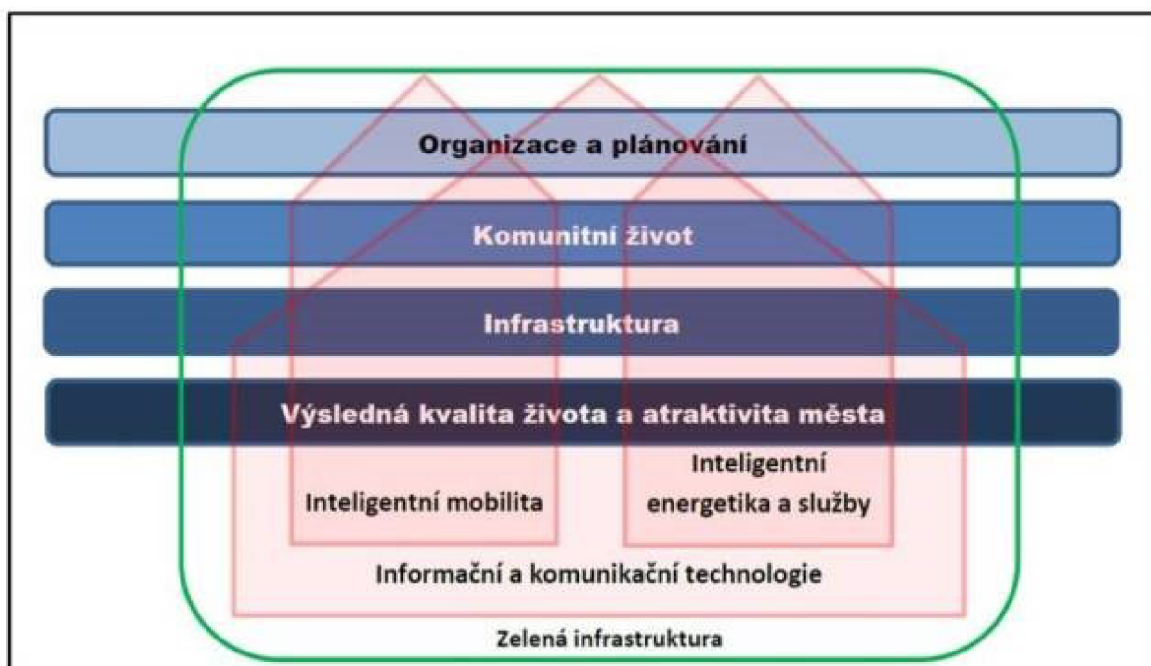 Organizace a plánování
Komunitní život
Infrastruktura
Výsledná kvalita života a atraktivita města
Inteligentní mobilita
Inteligentní
energetika a služby
Informační a komunikační technologie
Zelená infrastruktura